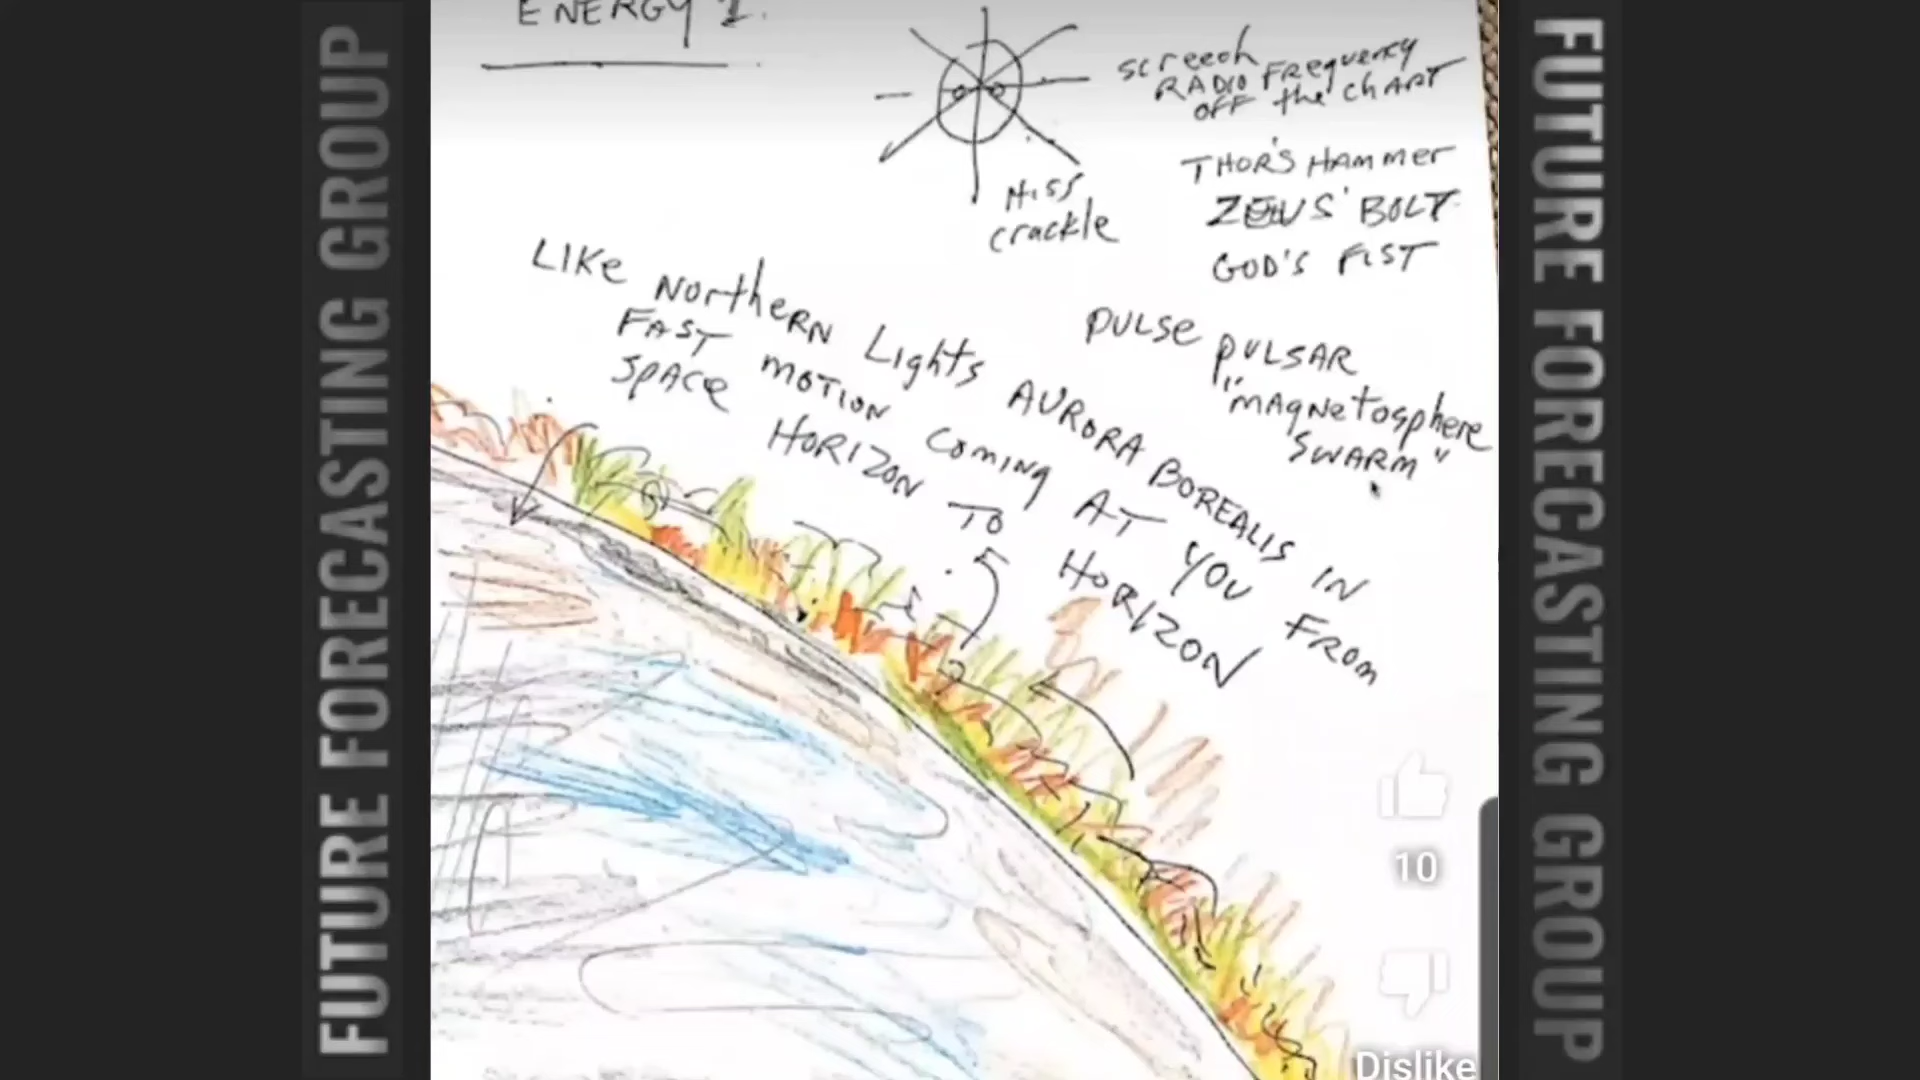 FUTURE FORECASTING GROUP
ENERGY 1.
screech
RADIO FRequency
OFF the chART
THOR'S HAmmer
ZEUS' BOLT
GOD'S FIST
Hiss
crackle
PULSE PULSAR
"mAgnetosphere
SWARM"
LIKe NorthеRN Lights AURORA BOREALIS IN
FAST MOTION Coming AT YOU FRom
SPACe HORIZON TO HORIZON
10
Dislike
FUTURE FORECASTING GROUP